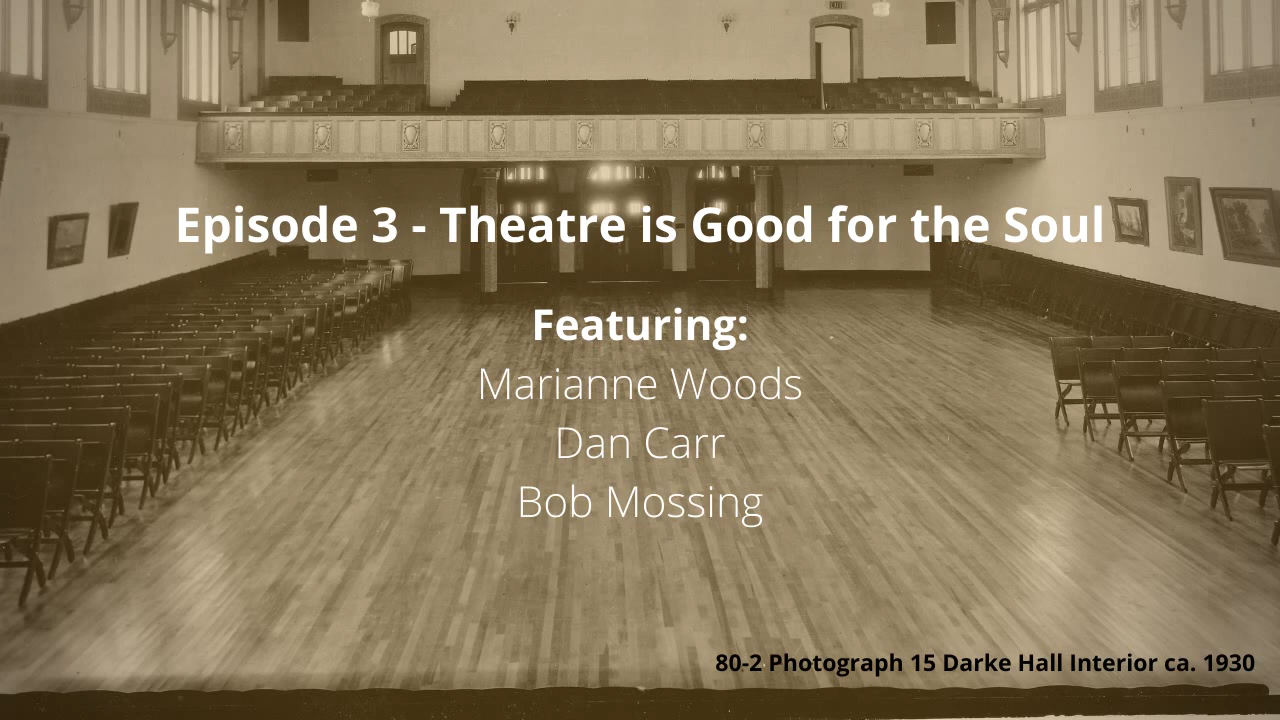 Episode 3 - Theatre is Good for the Soul
Featuring:
Marianne Woods
Dan Carr
Bob Mossing
80-2 Photograph 15 Darke Hall Interior ca. 1930